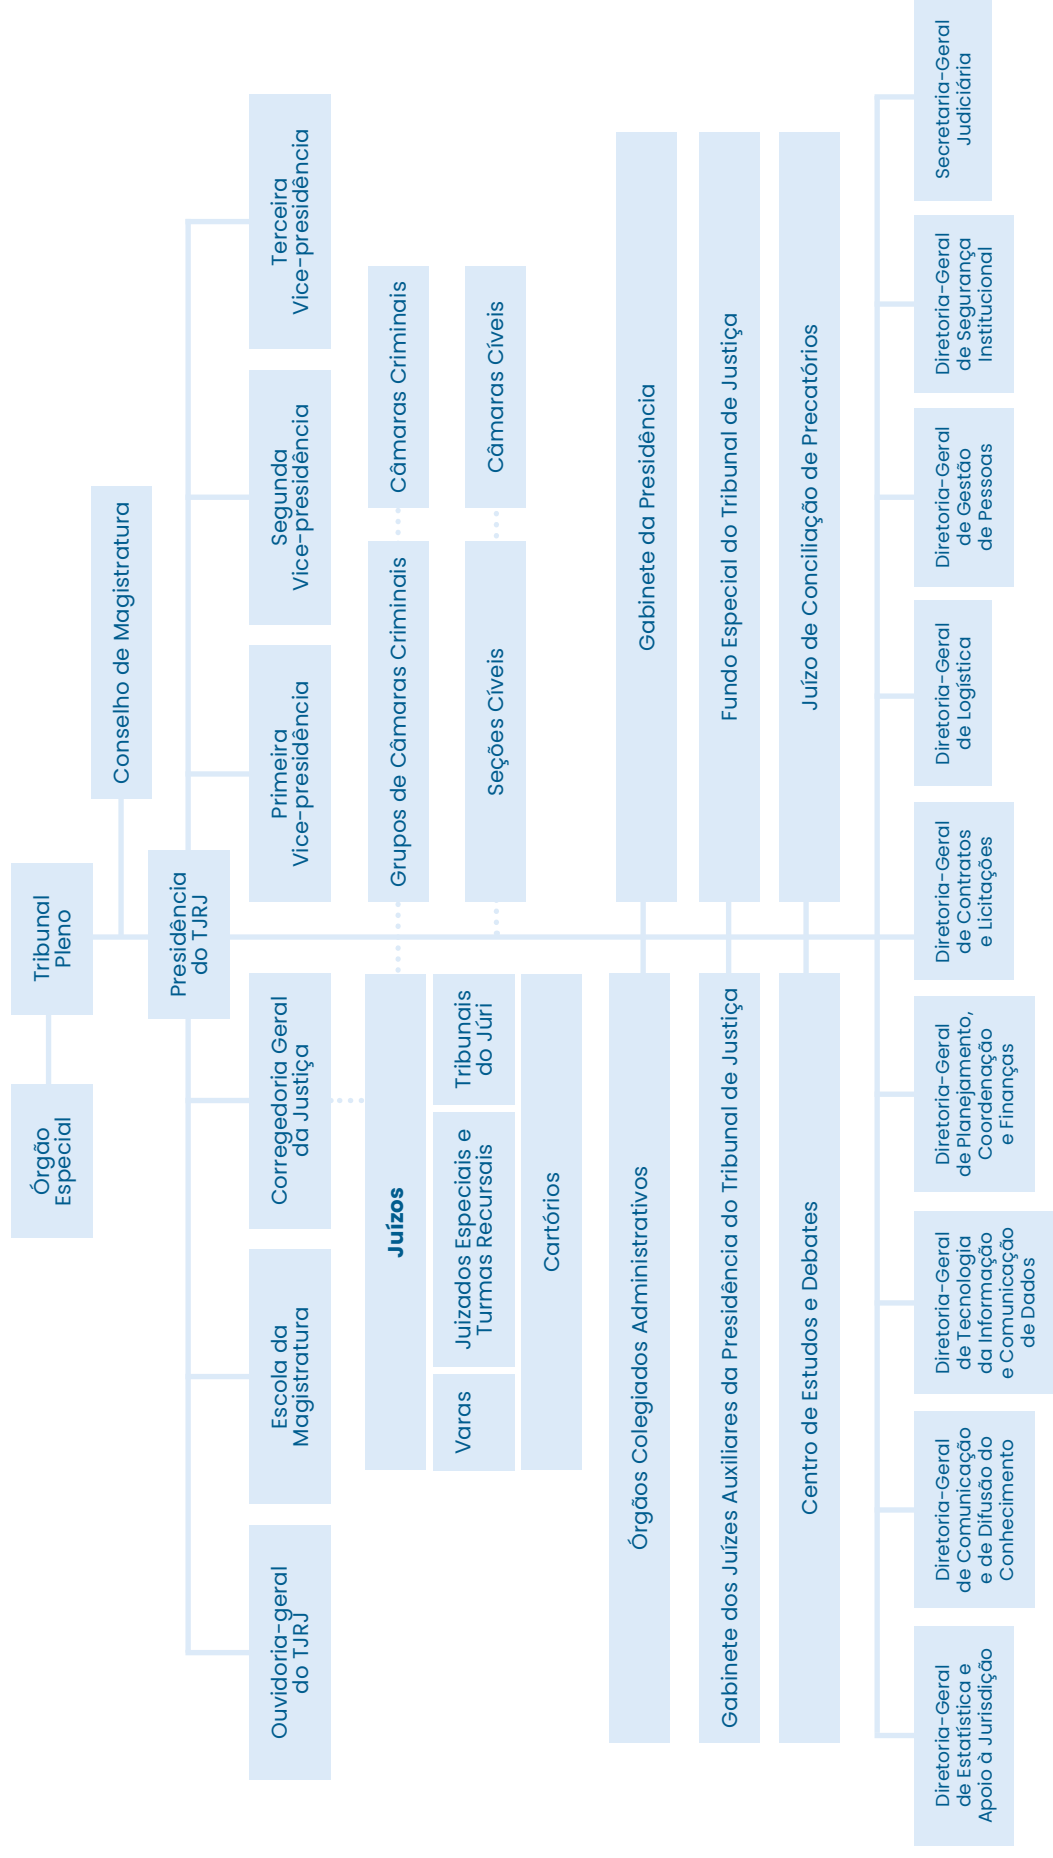 Órgão
Especial
Tribunal
Pleno
Conselho de Magistratura
Presidência
do TJRJ
Ouvidoria-geral
do TJRJ
Escola da
Magistratura
Corregedoria Geral
da Justiça
Primeira
Vice-presidência
Segunda
Vice-presidência
Terceira
Vice-presidência
Juízos
Grupos de Câmaras Criminais
Câmaras Criminais
Varas
Juizados Especiais e
Turmas Recursais
Tribunais
do Júri
Seções Cíveis
Câmaras Cíveis
Cartórios
Órgãos Colegiados Administrativos
Gabinete da Presidência
Gabinete dos Juízes Auxiliares da Presidência do Tribunal de Justiça
Fundo Especial do Tribunal de Justiça
Centro de Estudos e Debates
Juízo de Conciliação de Precatórios
Diretoria-Geral
de Estatística e
Apoio à Jurisdição
Diretoria-Geral
de Comunicação
e de Difusão do
Conhecimento
Diretoria-Geral
de Tecnologia
da Informação
e Comunicação
de Dados
Diretoria-Geral
de Planejamento,
Coordenação
e Finanças
Diretoria-Geral
de Contratos
e Licitações
Diretoria-Geral
de Logística
Diretoria-Geral
de Gestão
de Pessoas
Diretoria-Geral
de Segurança
Institucional
Secretaria-Geral
Judiciária